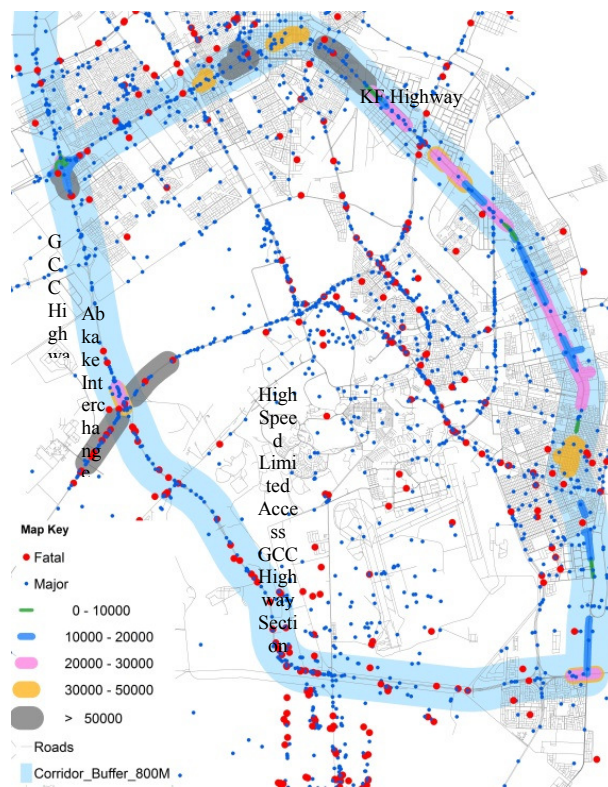 KF Highway
G
C
C
Hi
gh
wa
Ab
ka
ke
Int
erc
ha
ng
e
High
Spee
d
Limi
ted
Acce
ss
GCC
High
way
Secti
on
Map Key
Fatal
Major
0 - 10000
10000 - 20000
20000 - 30000
30000 - 50000
> 50000
Roads
Corridor_Buffer_800M